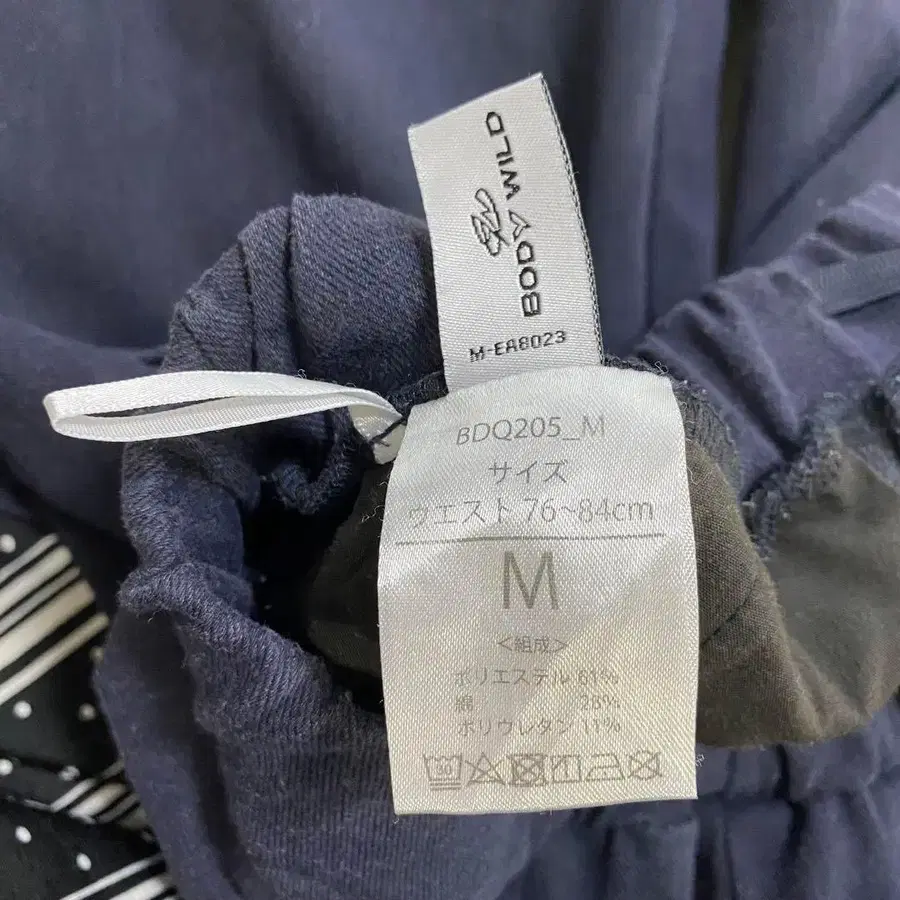 BODY WILD
M-EA8023
BDQ205_M
サイズ
ウエスト 76~84cm
M
<組成>
ポリエステル 61%
綿 28%
ポリウレタン 11%